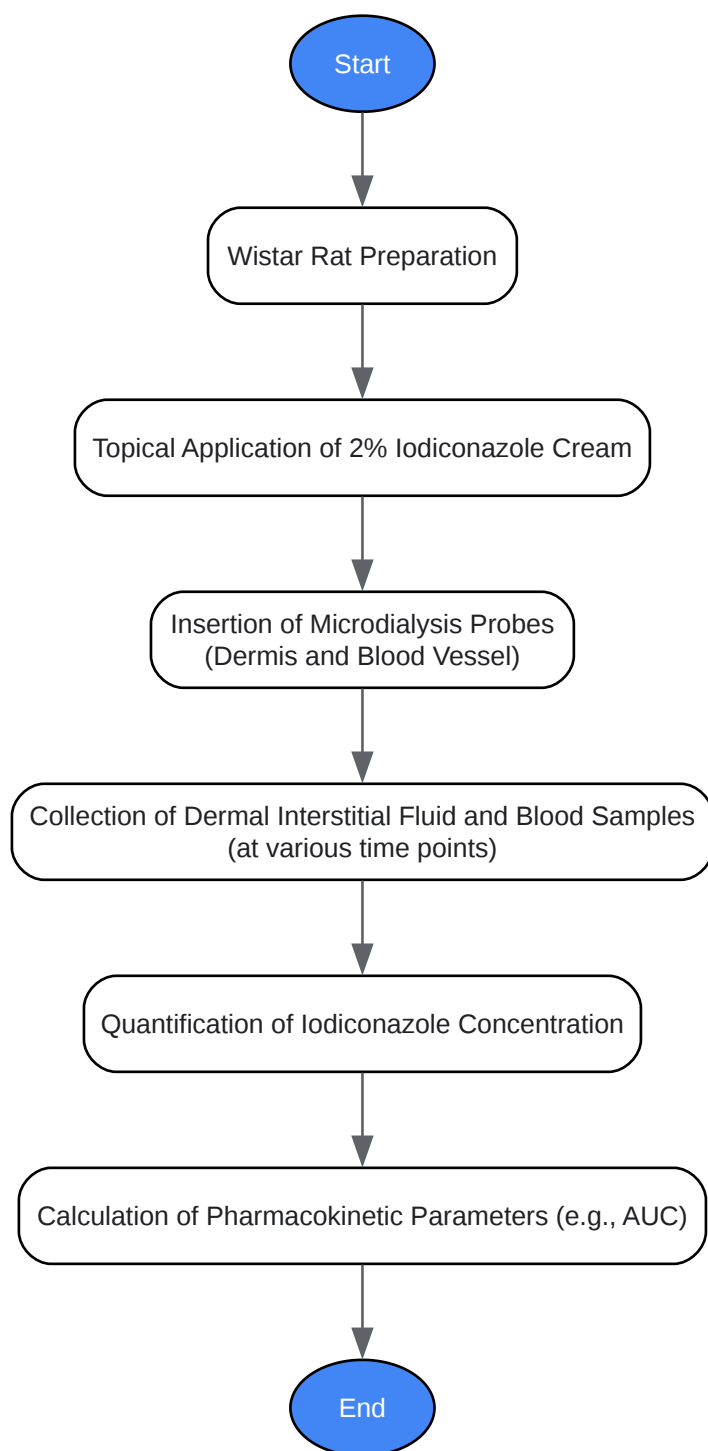 Start
Wistar Rat Preparation
Topical Application of 2% Iodiconazole Cream
Insertion of Microdialysis Probes
(Dermis and Blood Vessel)
Collection of Dermal Interstitial Fluid and Blood Samples
(at various time points)
Quantification of Iodiconazole Concentration
Calculation of Pharmacokinetic Parameters (e.g., AUC)
End